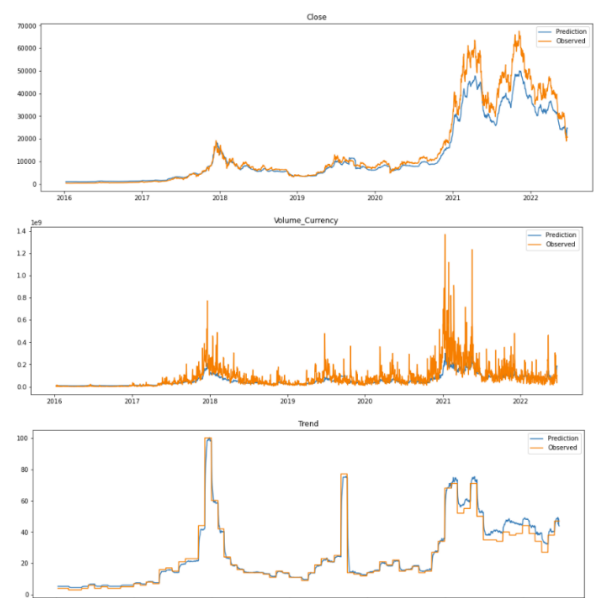 Close
70000
60000
50000
40000
30000
20000
10000
0
Prediction
Observed
2016 2017 2018 2019 2020 2021 2022
Volume_Currency
1e9
1.4
1.2
1.0
0.8
0.6
0.4
0.2
0.0
Prediction
Observed
2016 2017 2018 2019 2020 2021 2022
Trend
100
80
60
40
20
0
Prediction
Observed